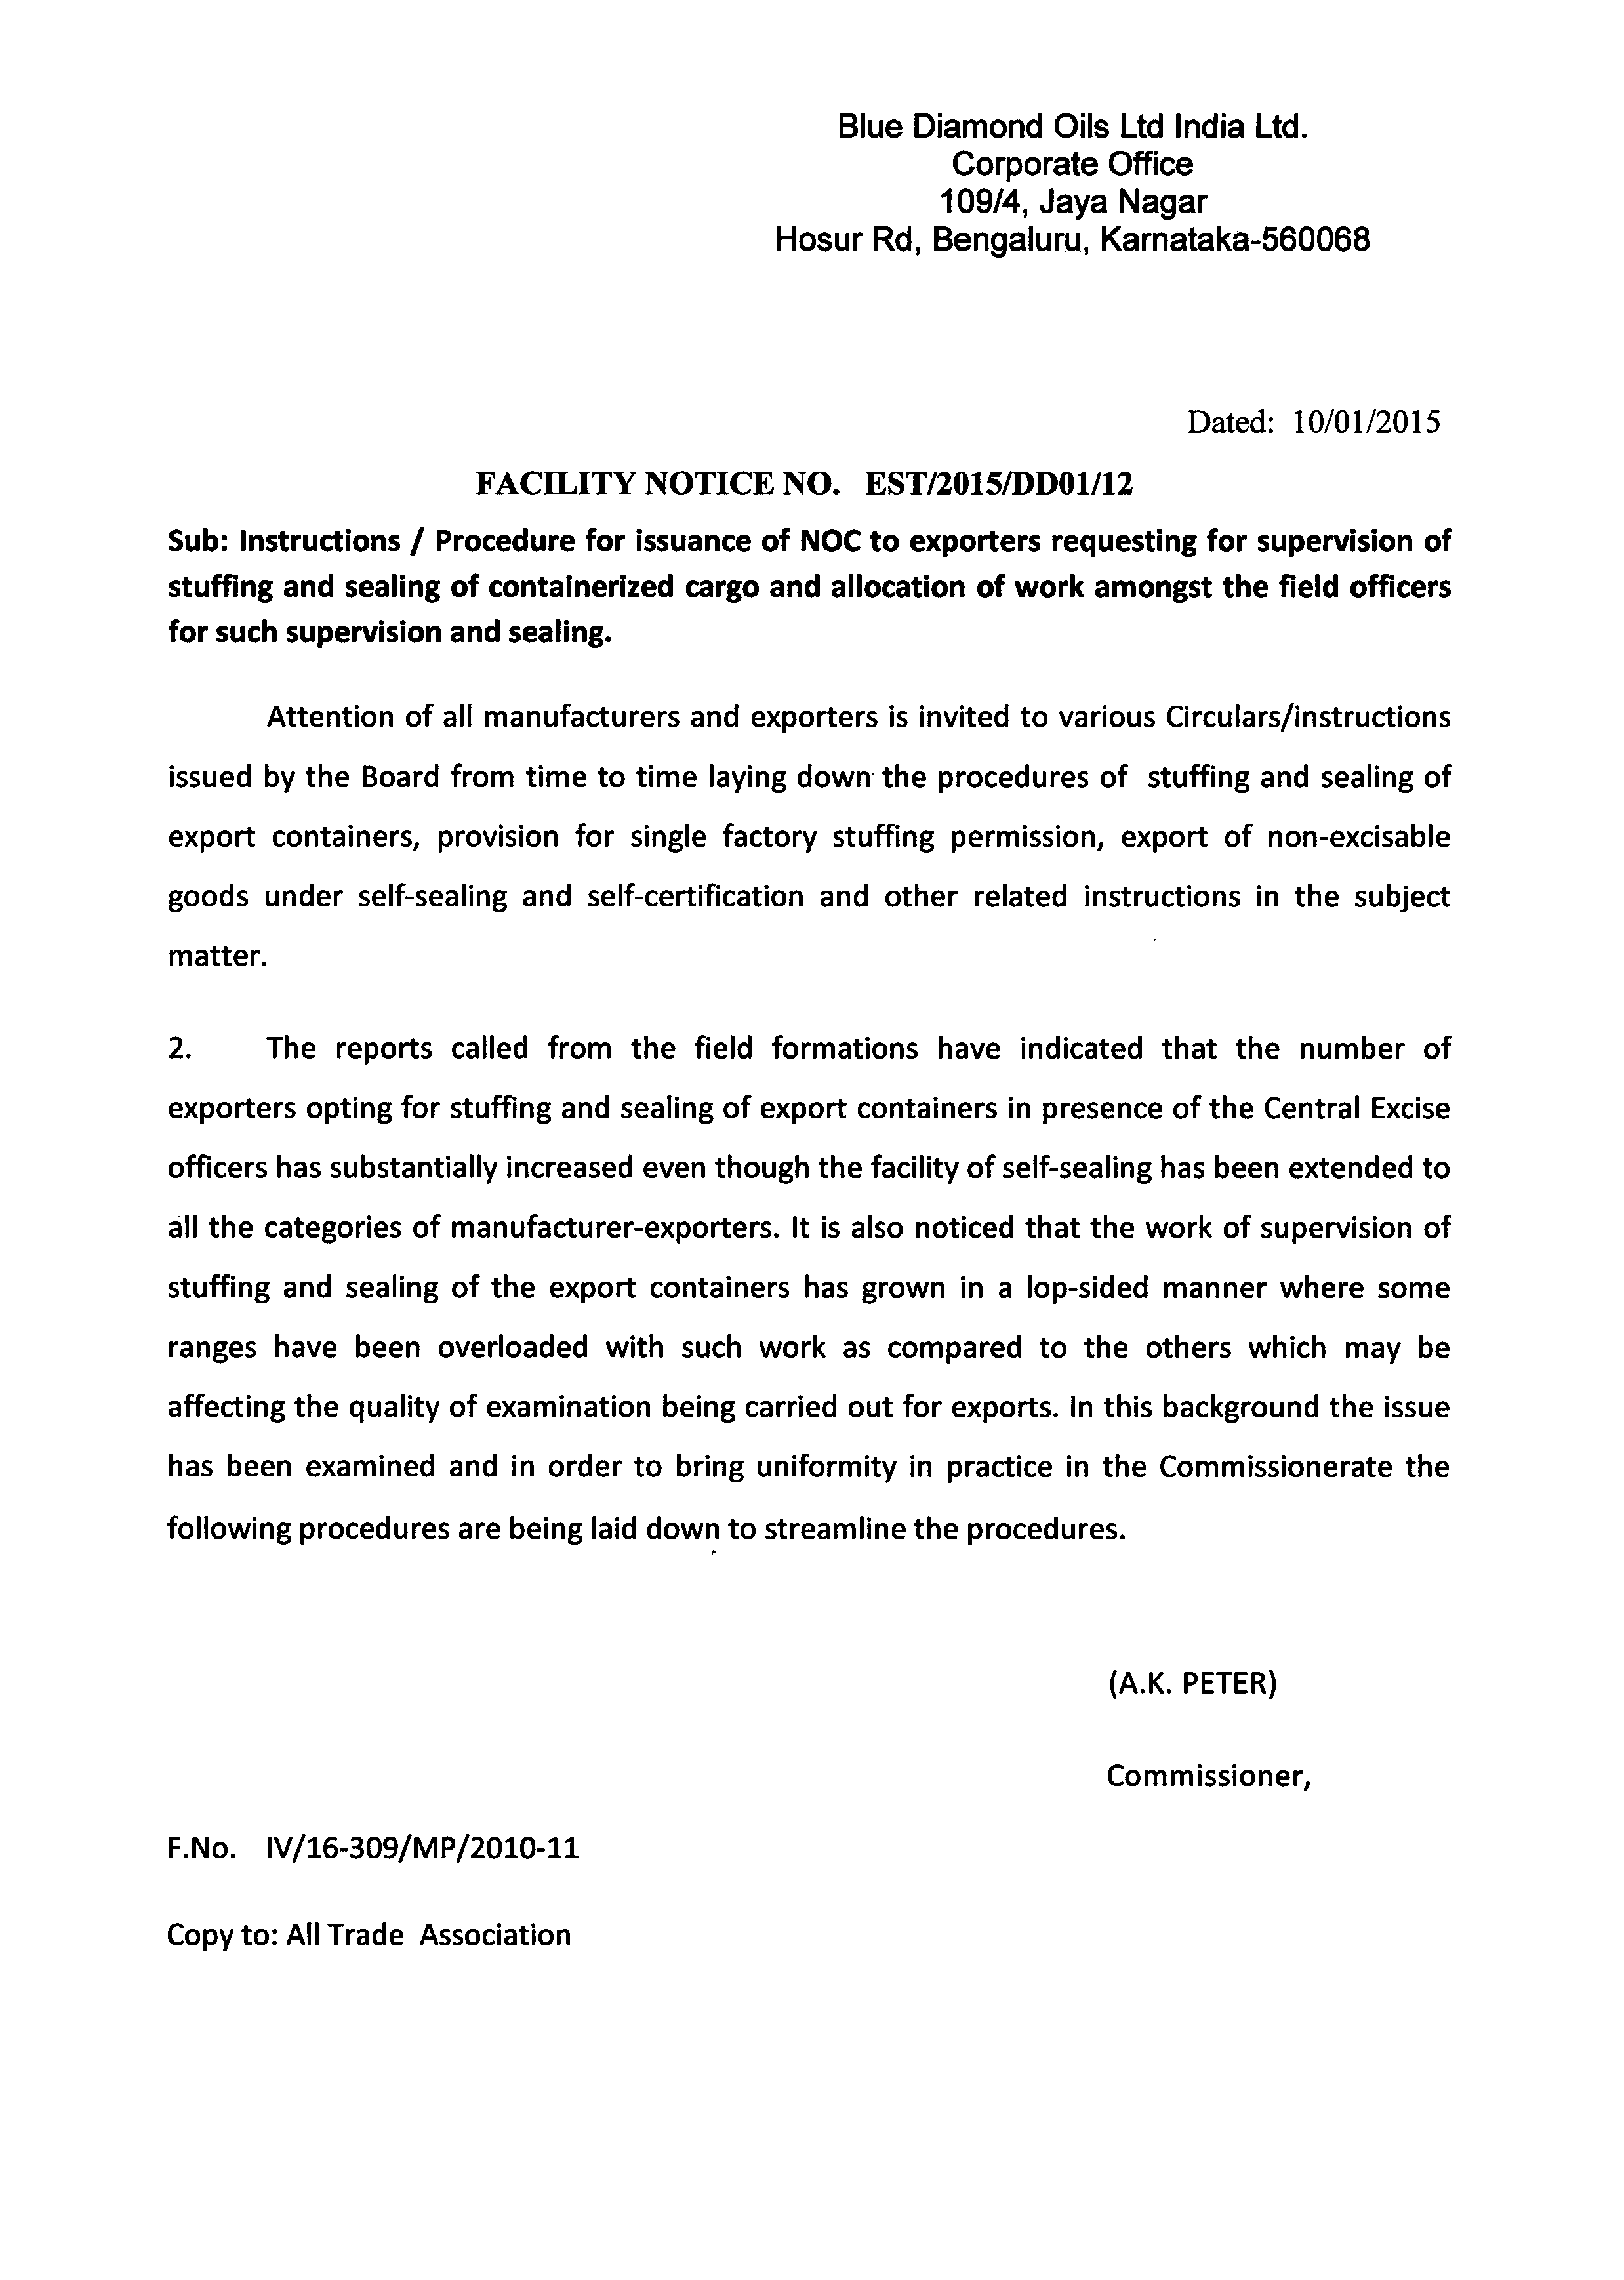 Blue Diamond Oils Ltd India Ltd.
Corporate Office
109/4, Jaya Nagar
Hosur Rd, Bengaluru, Karnataka-560068
Dated: 10/01/2015
FACILITY NOTICE NO. EST/2015/DD01/12
Sub: Instructions / Procedure for issuance of NOC to exporters requesting for supervision of
stuffing and sealing of containerized cargo and allocation of work amongst the field officers
for such supervision and sealing.
Attention of all manufacturers and exporters is invited to various Circulars/instructions
issued by the Board from time to time laying down the procedures of stuffing and sealing of
export containers, provision for single factory stuffing permission, export of non-excisable
goods under self-sealing and self-certification and other related instructions in the subject
matter.
2. The reports called from the field formations have indicated that the number of
exporters opting for stuffing and sealing of export containers in presence of the Central Excise
officers has substantially increased even though the facility of self-sealing has been extended to
all the categories of manufacturer-exporters. It is also noticed that the work of supervision of
stuffing and sealing of the export containers has grown in a lop-sided manner where some
ranges have been overloaded with such work as compared to the others which may be
affecting the quality of examination being carried out for exports. In this background the issue
has been examined and in order to bring uniformity in practice in the Commissionerate the
following procedures are being laid down to streamline the procedures.
(A.K. PETER)
Commissioner,
F.No. IV/16-309/MP/2010-11
Copy to: All Trade Association